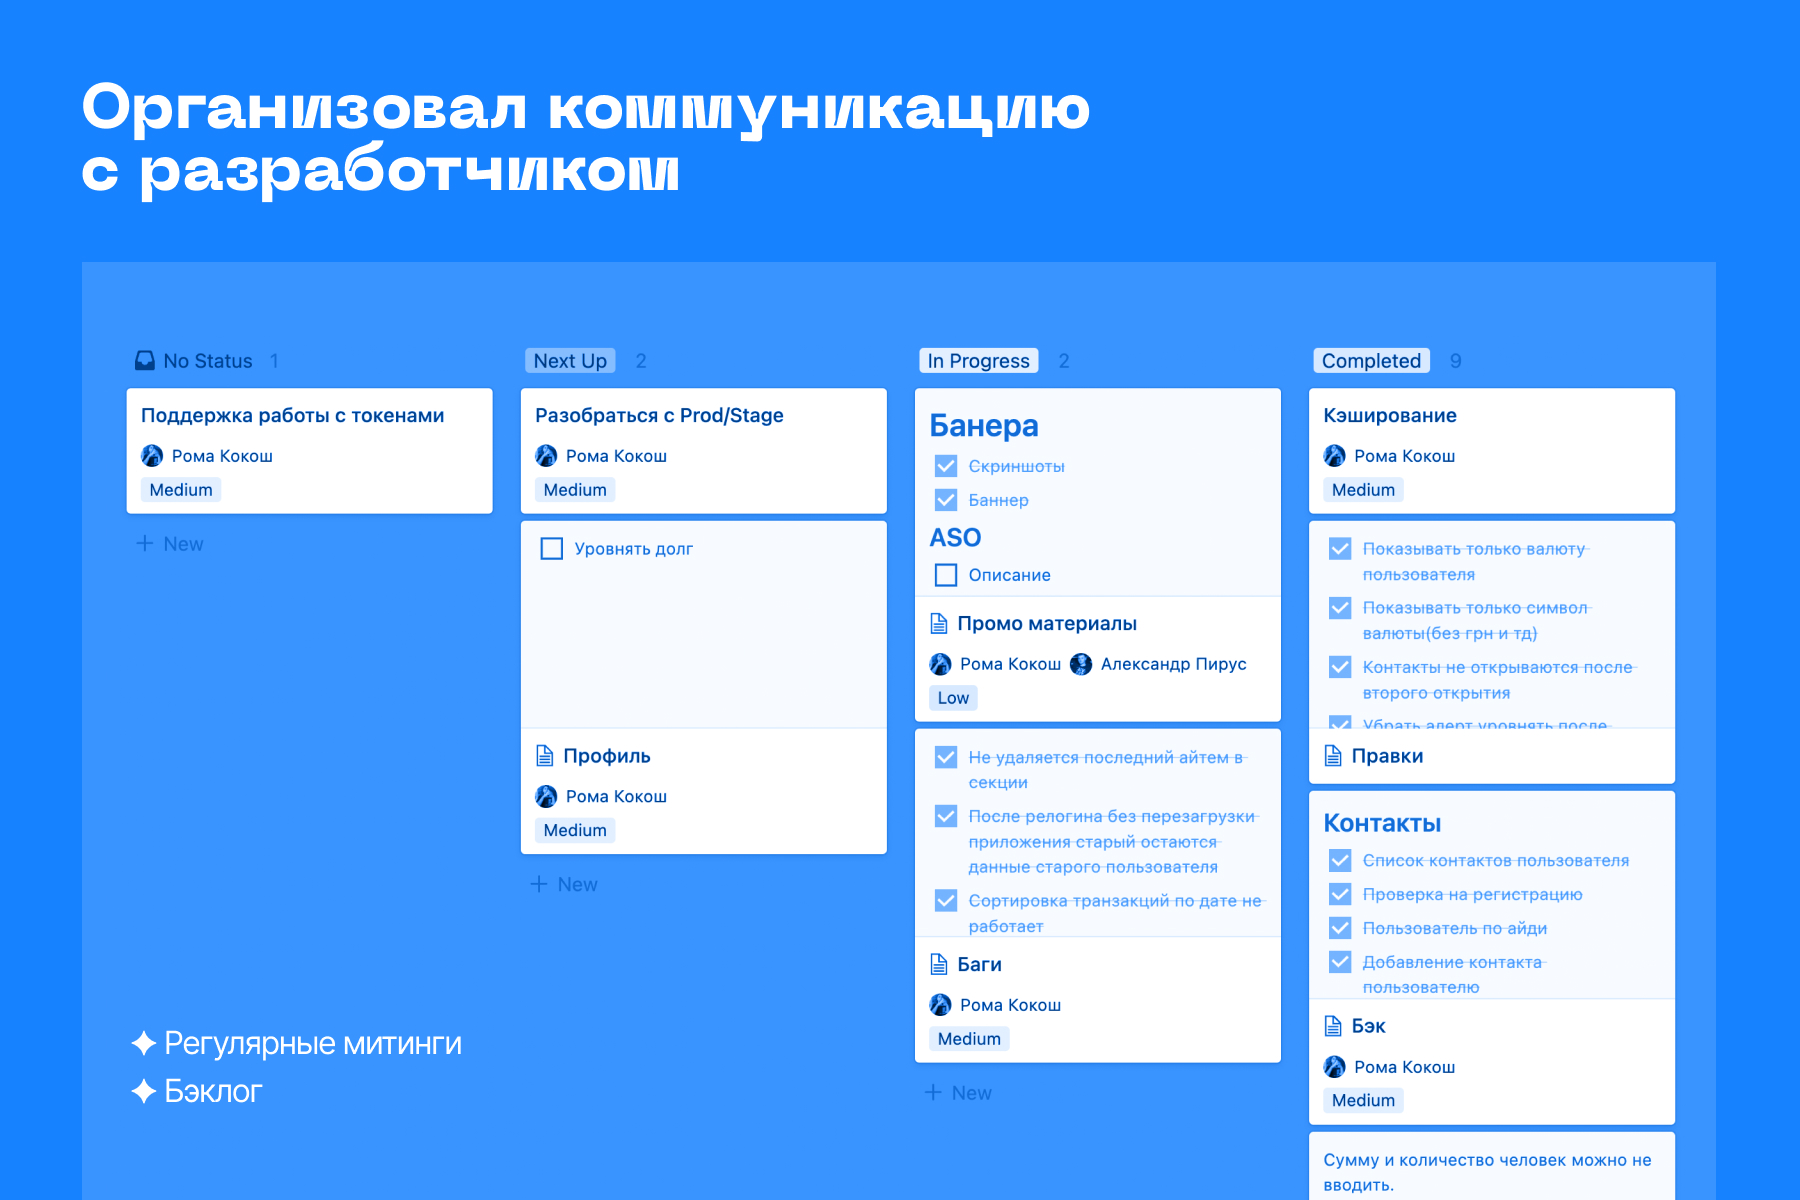 Организовал коммуникацию
с разработчиком
No Status 1
Поддержка работы с токенами
Рома Кокош
Medium
+ New
Next Up 2
Разобраться с Prod/Stage
Рома Кокош
Medium
Уровнять долг
Профиль
Рома Кокош
Medium
+ New
In Progress 2
Банера
Скриншоты
Баннер
ASO
Описание
Промо материалы
Рома Кокош Александр Пирус
Low
Не удаляется последний айтем в
секции
После релогина без перезагрузки
приложения старый остаются
данные старого пользователя
Сортировка транзакций по дате не
работает
Баги
Рома Кокош
Medium
+ New
Completed 9
Кэширование
Рома Кокош
Medium
Показывать только валюту
пользователя
Показывать только символ
валюты(без грн и тд)
Контакты не открываются после
второго открытия
Убрать алерт уровнять после
Правки
Контакты
Список контактов пользователя
Проверка на регистрацию
Пользователь по айди
Добавление контакта
пользователю
Бэк
Рома Кокош
Medium
Сумму и количество человек можно не
вводить.
Регулярные митинги
Бэклог